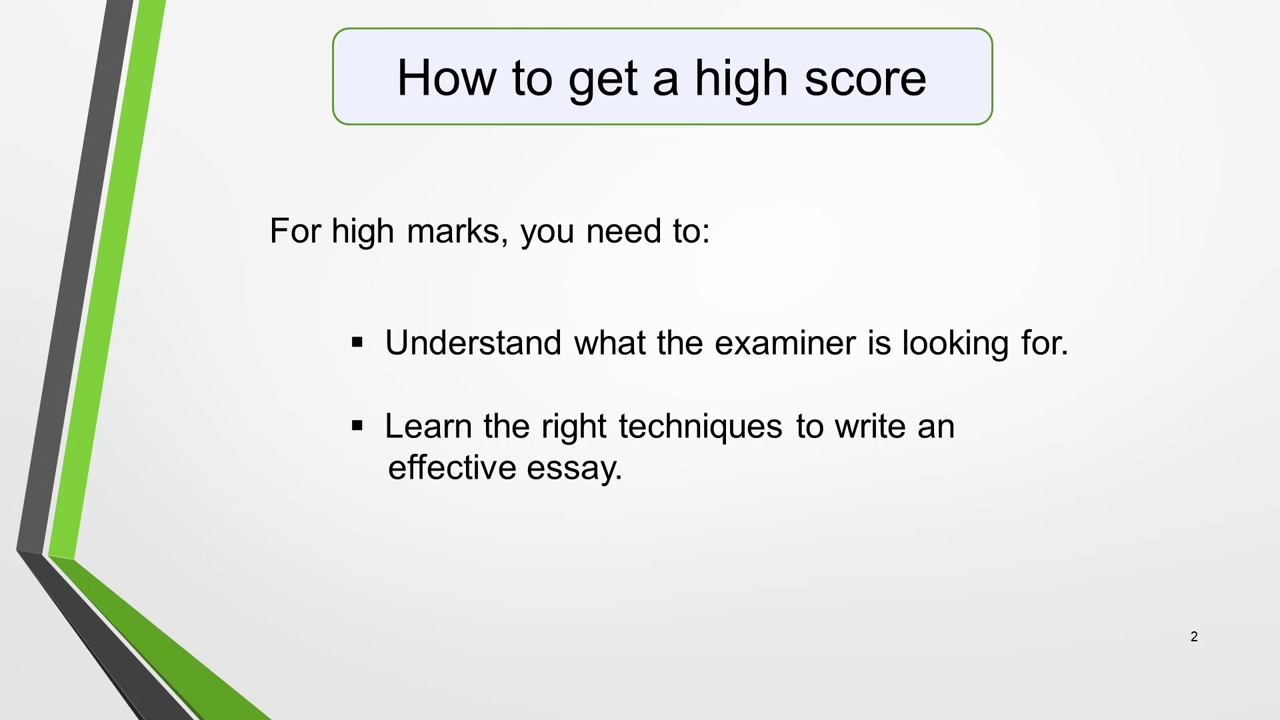 How to get a high score
For high marks, you need to:
▪ Understand what the examiner is looking for.
▪ Learn the right techniques to write an
effective essay.
2